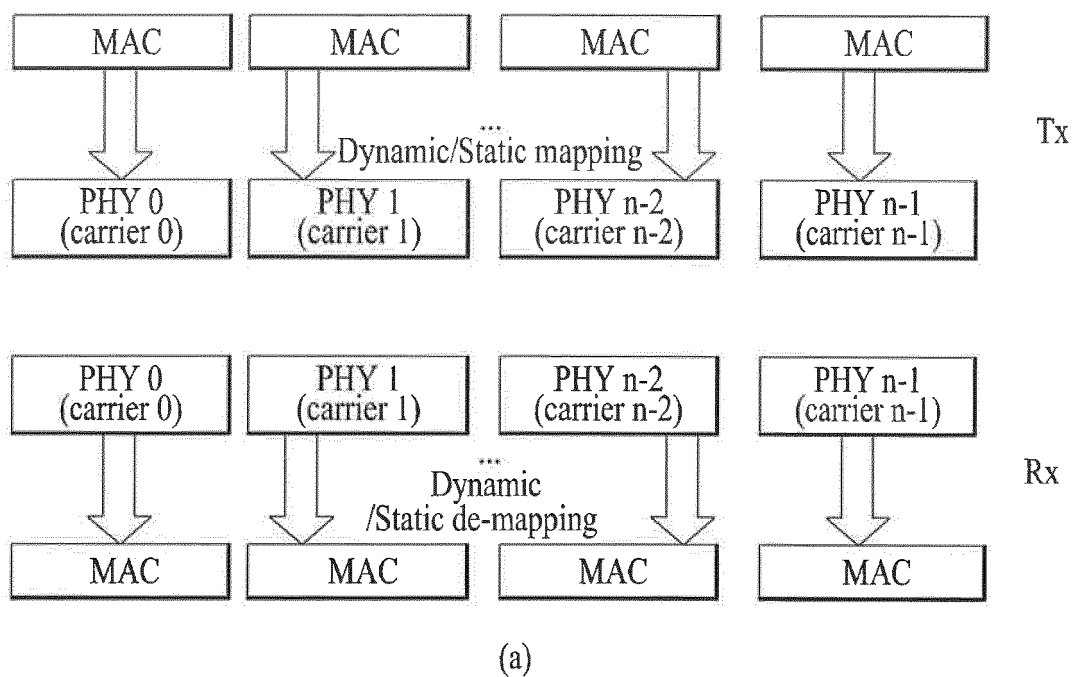 MAC MAC MAC MAC
Tx
...
Dynamic/Static mapping
PHY 0 PHY 1 PHY n-2 PHY n-1
(carrier 0) (carrier 1) (carrier n-2) (carrier n-1)
PHY 0 PHY 1 PHY n-2 PHY n-1
(carrier 0) (carrier 1) (carrier n-2) (carrier n-1)
...
Rx
Dynamic
/Static de-mapping
MAC MAC MAC MAC
(a)